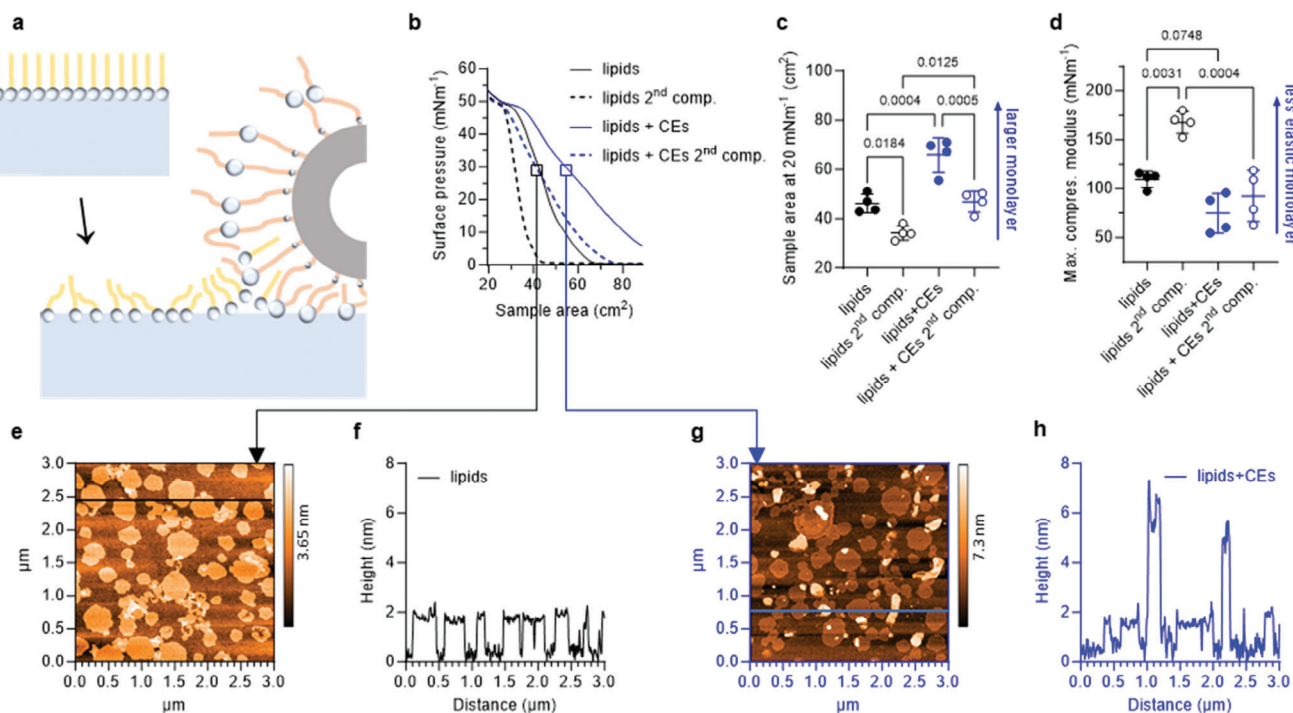 a
b
Surface pressure (mNm⁻¹)
60
50
40
30
20
10
0
20
40
60
80
Sample area (cm²)
lipids
lipids 2ⁿᵈ comp.
lipids + CEs
lipids + CEs 2ⁿᵈ comp.
c
Sample area at 20 mNm⁻¹ (cm²)
100
80
60
40
20
0.0125
0.0004
0.0005
0.0184
larger monolayer
lipids
lipids 2ⁿᵈ comp.
lipids+CEs
lipids + CEs 2ⁿᵈ comp.
d
Max. compres. modulus (mNm⁻¹)
200
150
100
50
0.0748
0.0031
0.0004
less elastic monolayer
lipids
lipids 2ⁿᵈ comp.
lipids+CEs
lipids + CEs 2ⁿᵈ comp.
e
µm
3.0
2.5
2.0
1.5
1.0
0.5
0.0
0.0 0.5 1.0 1.5 2.0 2.5 3.0
µm
3.65 nm
f
Height (nm)
8
6
4
2
0
lipids
0.0 0.5 1.0 1.5 2.0 2.5 3.0
Distance (µm)
g
µm
3.0
2.5
2.0
1.5
1.0
0.5
0.0
0.0 0.5 1.0 1.5 2.0 2.5 3.0
µm
7.3 nm
h
Height (nm)
8
6
4
2
0
lipids+CEs
0.0 0.5 1.0 1.5 2.0 2.5 3.0
Distance (µm)